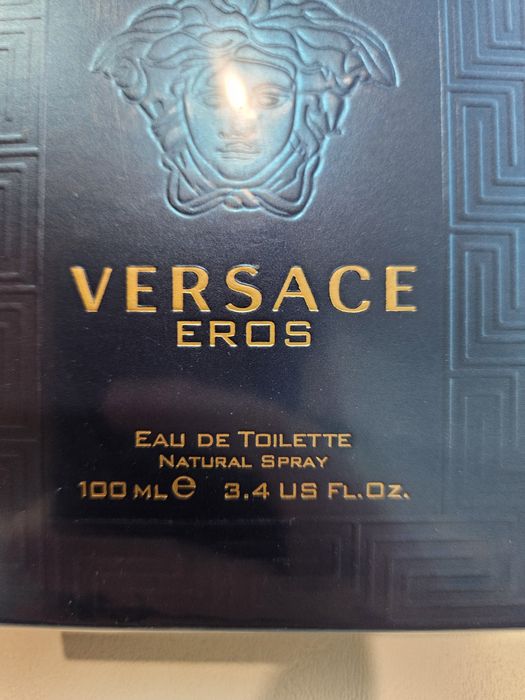 VERSACE
EROS
EAU DE TOILETTE
NATURAL SPRAY
100 ML℮ 3.4 US FL.OZ.